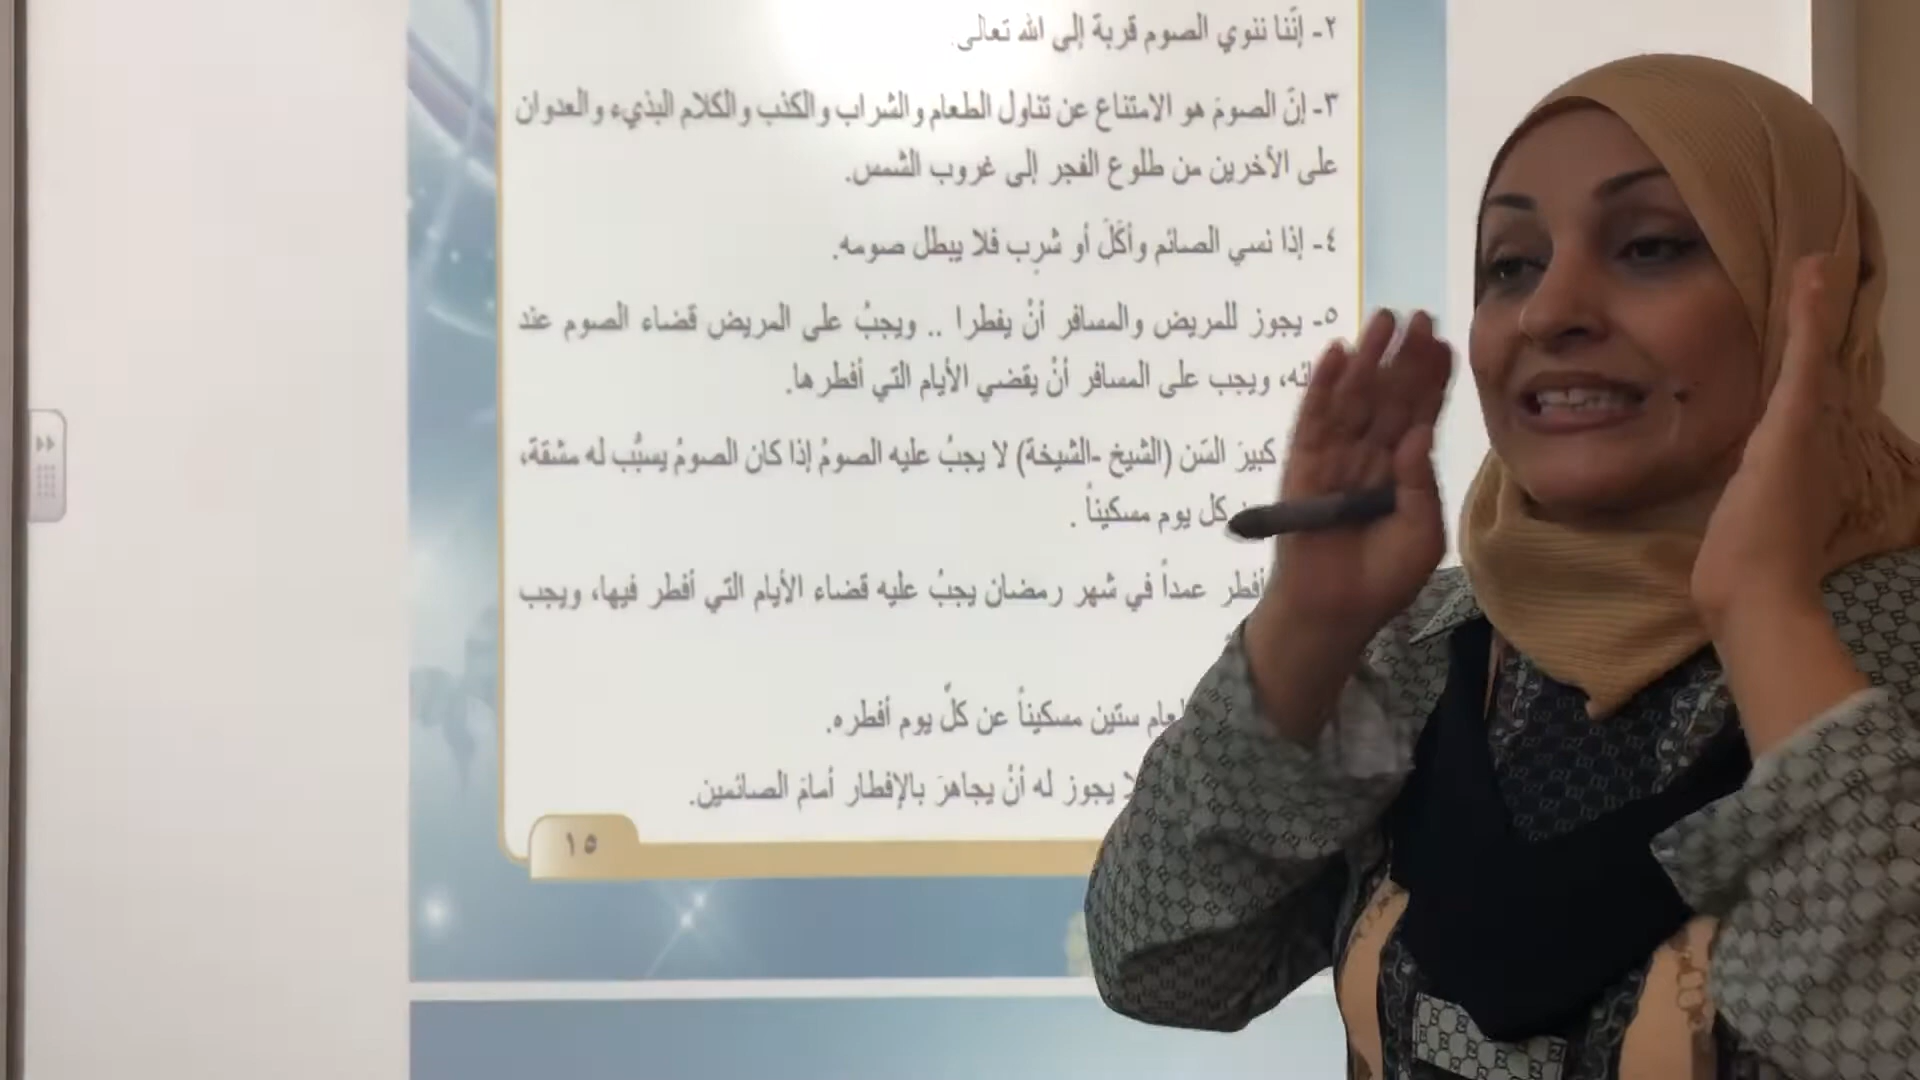 ٢- إنّنا ننوي الصوم قربة إلى الله تعالى.
٣- إنّ الصومَ هو الامتناع عن تناول الطعام والشراب والكذب والكلام البذيء والعدوان
على الآخرين من طلوع الفجر إلى غروب الشمس.
٤- إذا نسي الصائم وأكَلَ أو شرِب فلا يبطل صومه.
٥- يجوز للمريض والمسافر أنْ يفطرا .. ويجبُ على المريض قضاء الصوم عند
ويجب على المسافر أنْ يقضي الأيام التي أفطرها.
كبيرَ السّن (الشيخ -الشيخة) لا يجبُ عليه الصومُ إذا كان الصومُ يسبُّب له مشقة،
كل يوم مسكيناً .
أفطر عمداً في شهر رمضان يجبُ عليه قضاء الأيام التي أفطر فيها، ويجب
ستين مسكيناً عن كلّ يوم أفطره.
لا يجوز له أنْ يجاهرَ بالإفطار أمامَ الصائمين.
١٥